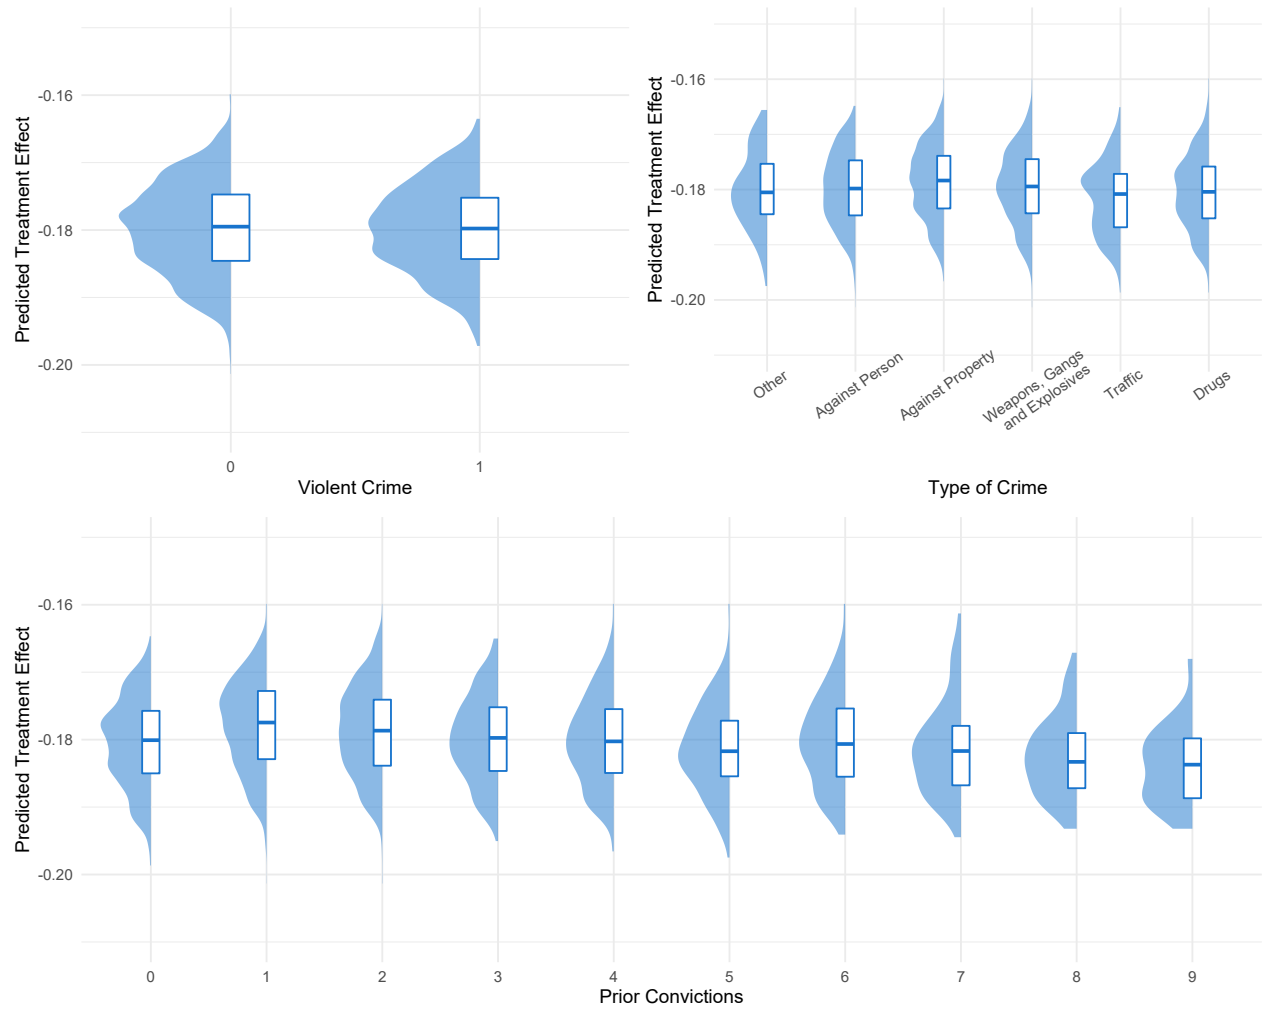 Predicted Treatment Effect
-0.16
-0.18
-0.20
0
1
Violent Crime
Predicted Treatment Effect
-0.16
-0.18
-0.20
Other
Against Person
Against Property
Weapons, Gangs
and Explosives
Traffic
Drugs
Type of Crime
Predicted Treatment Effect
-0.16
-0.18
-0.20
0 1 2 3 4 5 6 7 8 9
Prior Convictions